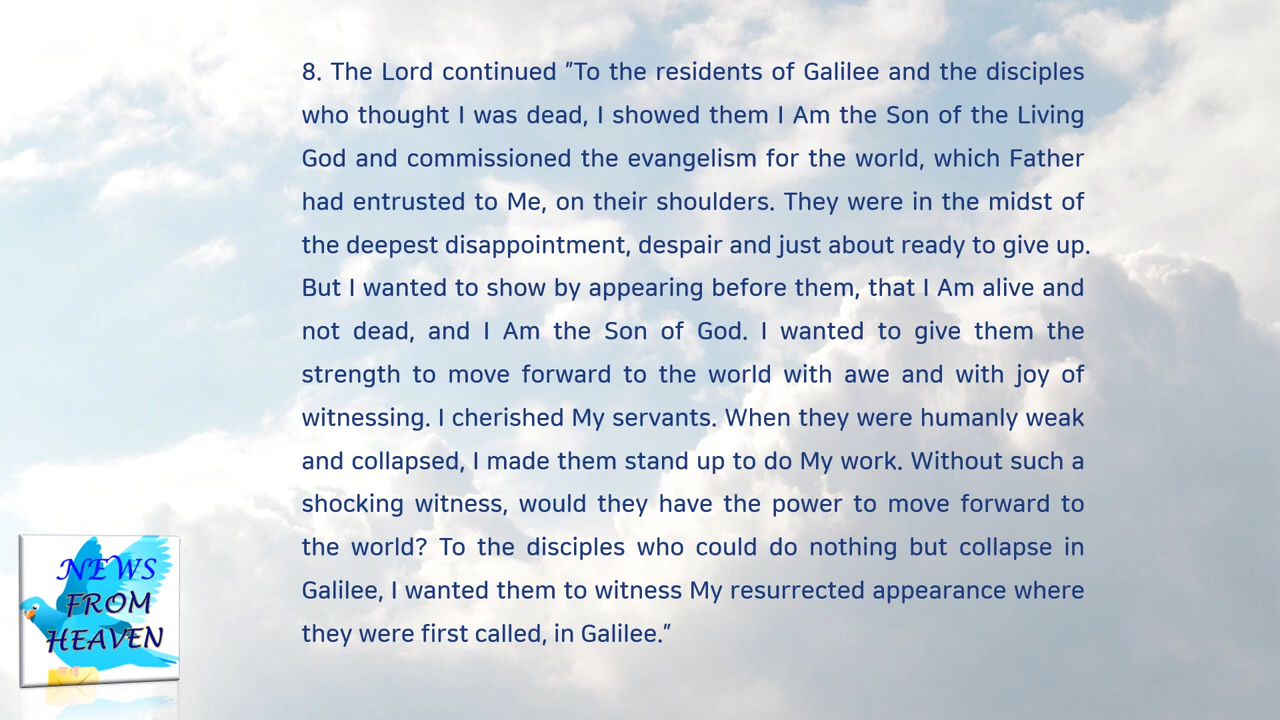 8. The Lord continued "To the residents of Galilee and the disciples
who thought I was dead, I showed them I Am the Son of the Living
God and commissioned the evangelism for the world, which Father
had entrusted to Me, on their shoulders. They were in the midst of
the deepest disappointment, despair and just about ready to give up.
But I wanted to show by appearing before them, that I Am alive and
not dead, and I Am the Son of God. I wanted to give them the
strength to move forward to the world with awe and with joy of
witnessing. I cherished My servants. When they were humanly weak
and collapsed, I made them stand up to do My work. Without such a
shocking witness, would they have the power to move forward to
the world? To the disciples who could do nothing but collapse in
Galilee, I wanted them to witness My resurrected appearance where
they were first called, in Galilee."
NEWS
FROM
HEAVEN